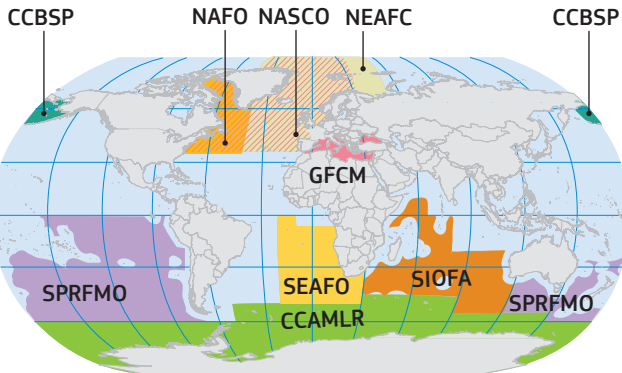 CCBSP
NAFO
NASCO
NEAFC
CCBSP
GFCM
SPRFMO
SEAFO
SIOFA
SPRFMO
CCAMLR